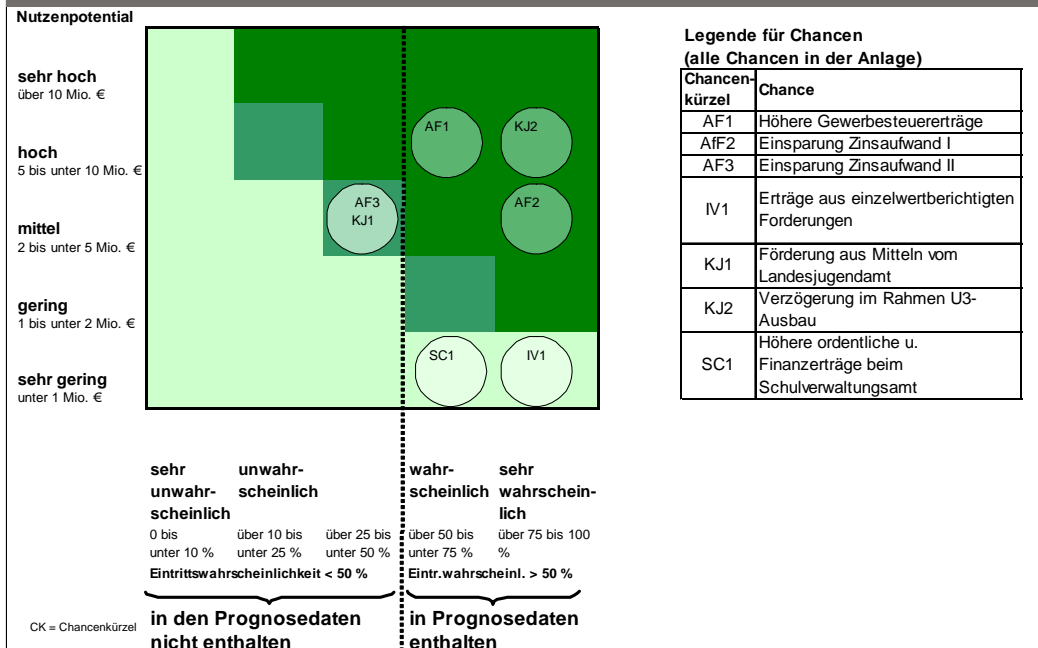 Nutzenpotential
sehr hoch
über 10 Mio. €
hoch
5 bis unter 10 Mio. €
mittel
2 bis unter 5 Mio. €
gering
1 bis unter 2 Mio. €
sehr gering
unter 1 Mio. €
AF1
KJ2
AF3
KJ1
AF2
SC1
IV1
sehr
unwahr-
scheinlich
0 bis
unter 10 %
unwahr-
scheinlich
über 10 bis
unter 25 %
über 25 bis
unter 50 %
wahr-
scheinlich
über 50 bis
unter 75 %
sehr
wahrschein-
lich
über 75 bis 100
%
Eintrittswahrscheinlichkeit < 50 %
Eintr.wahrscheinl. > 50 %
in den Prognosedaten
nicht enthalten
in Prognosedaten
enthalten
CK = Chancenkürzel
Legende für Chancen
(alle Chancen in der Anlage)
Chancen-
kürzel
Chance
AF1 Höhere Gewerbesteuererträge
AfF2 Einsparung Zinsaufwand I
AF3 Einsparung Zinsaufwand II
IV1 Erträge aus einzelwertberichtigten
Forderungen
KJ1 Förderung aus Mitteln vom
Landesjugendamt
KJ2 Verzögerung im Rahmen U3-
Ausbau
SC1 Höhere ordentliche u.
Finanzerträge beim
Schulverwaltungsamt